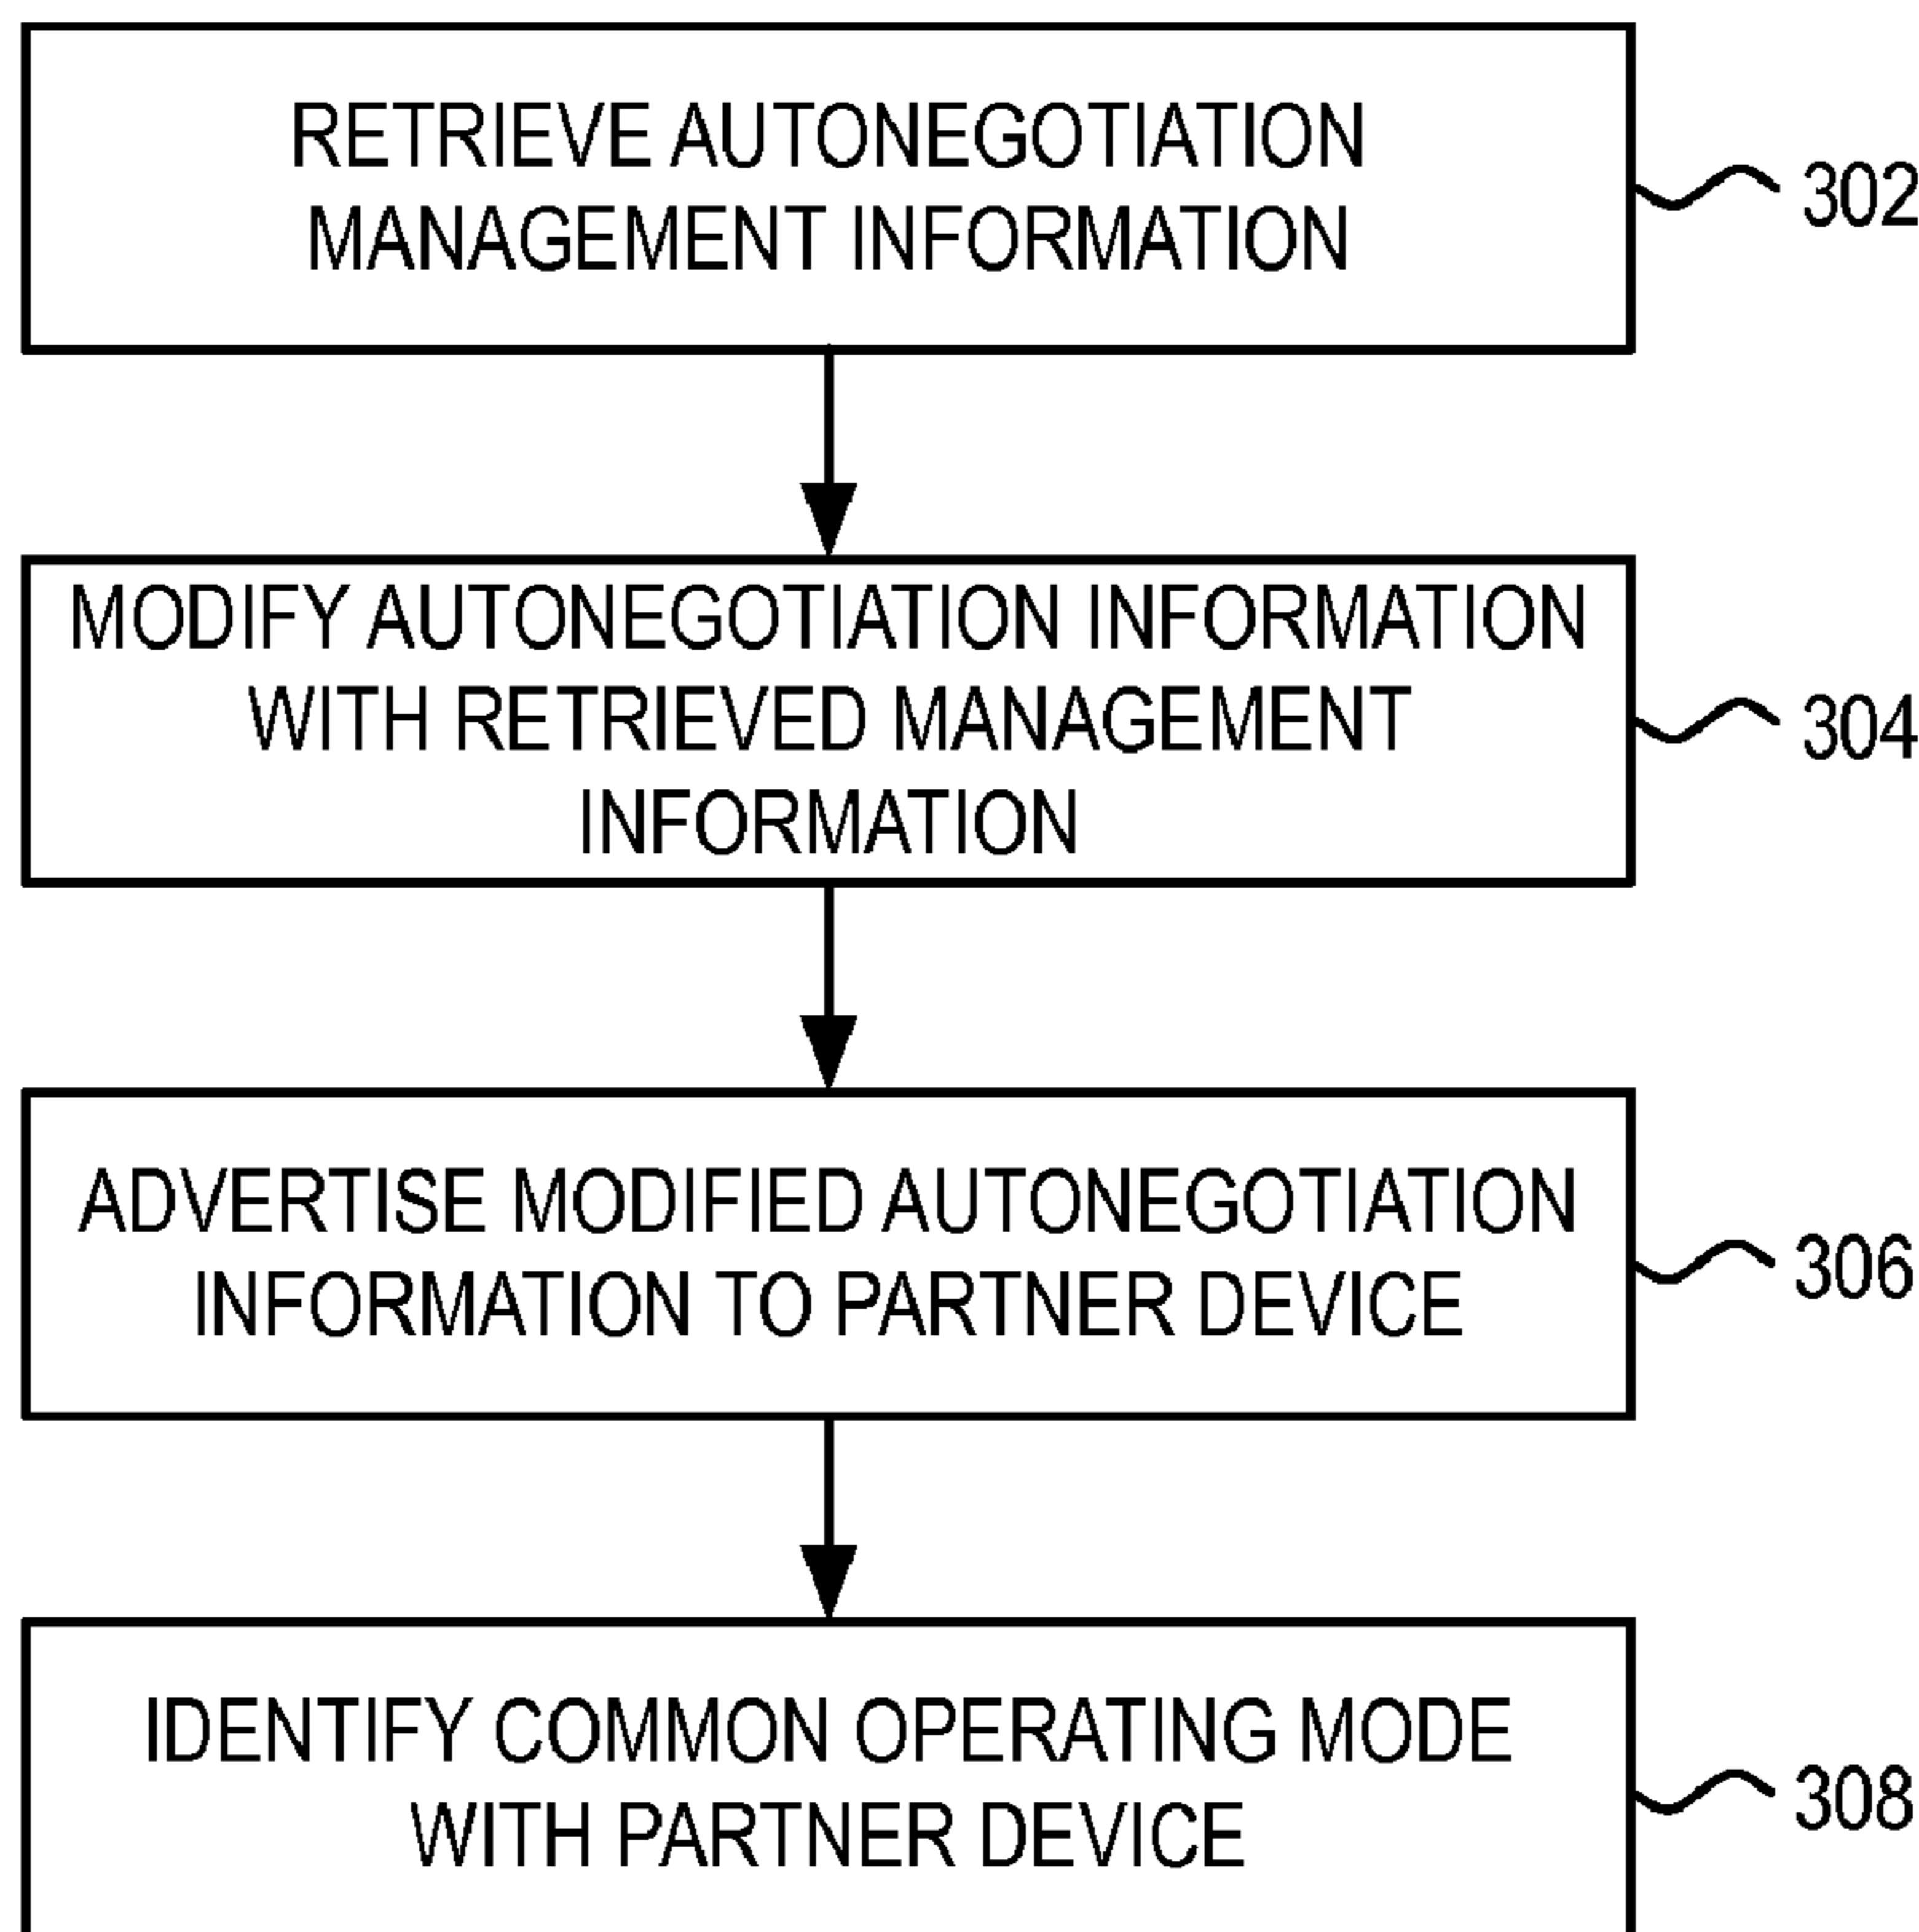 RETRIEVE AUTONEGOTIATION
MANAGEMENT INFORMATION
302
MODIFY AUTONEGOTIATION INFORMATION
WITH RETRIEVED MANAGEMENT
INFORMATION
304
ADVERTISE MODIFIED AUTONEGOTIATION
INFORMATION TO PARTNER DEVICE
306
IDENTIFY COMMON OPERATING MODE
WITH PARTNER DEVICE
308